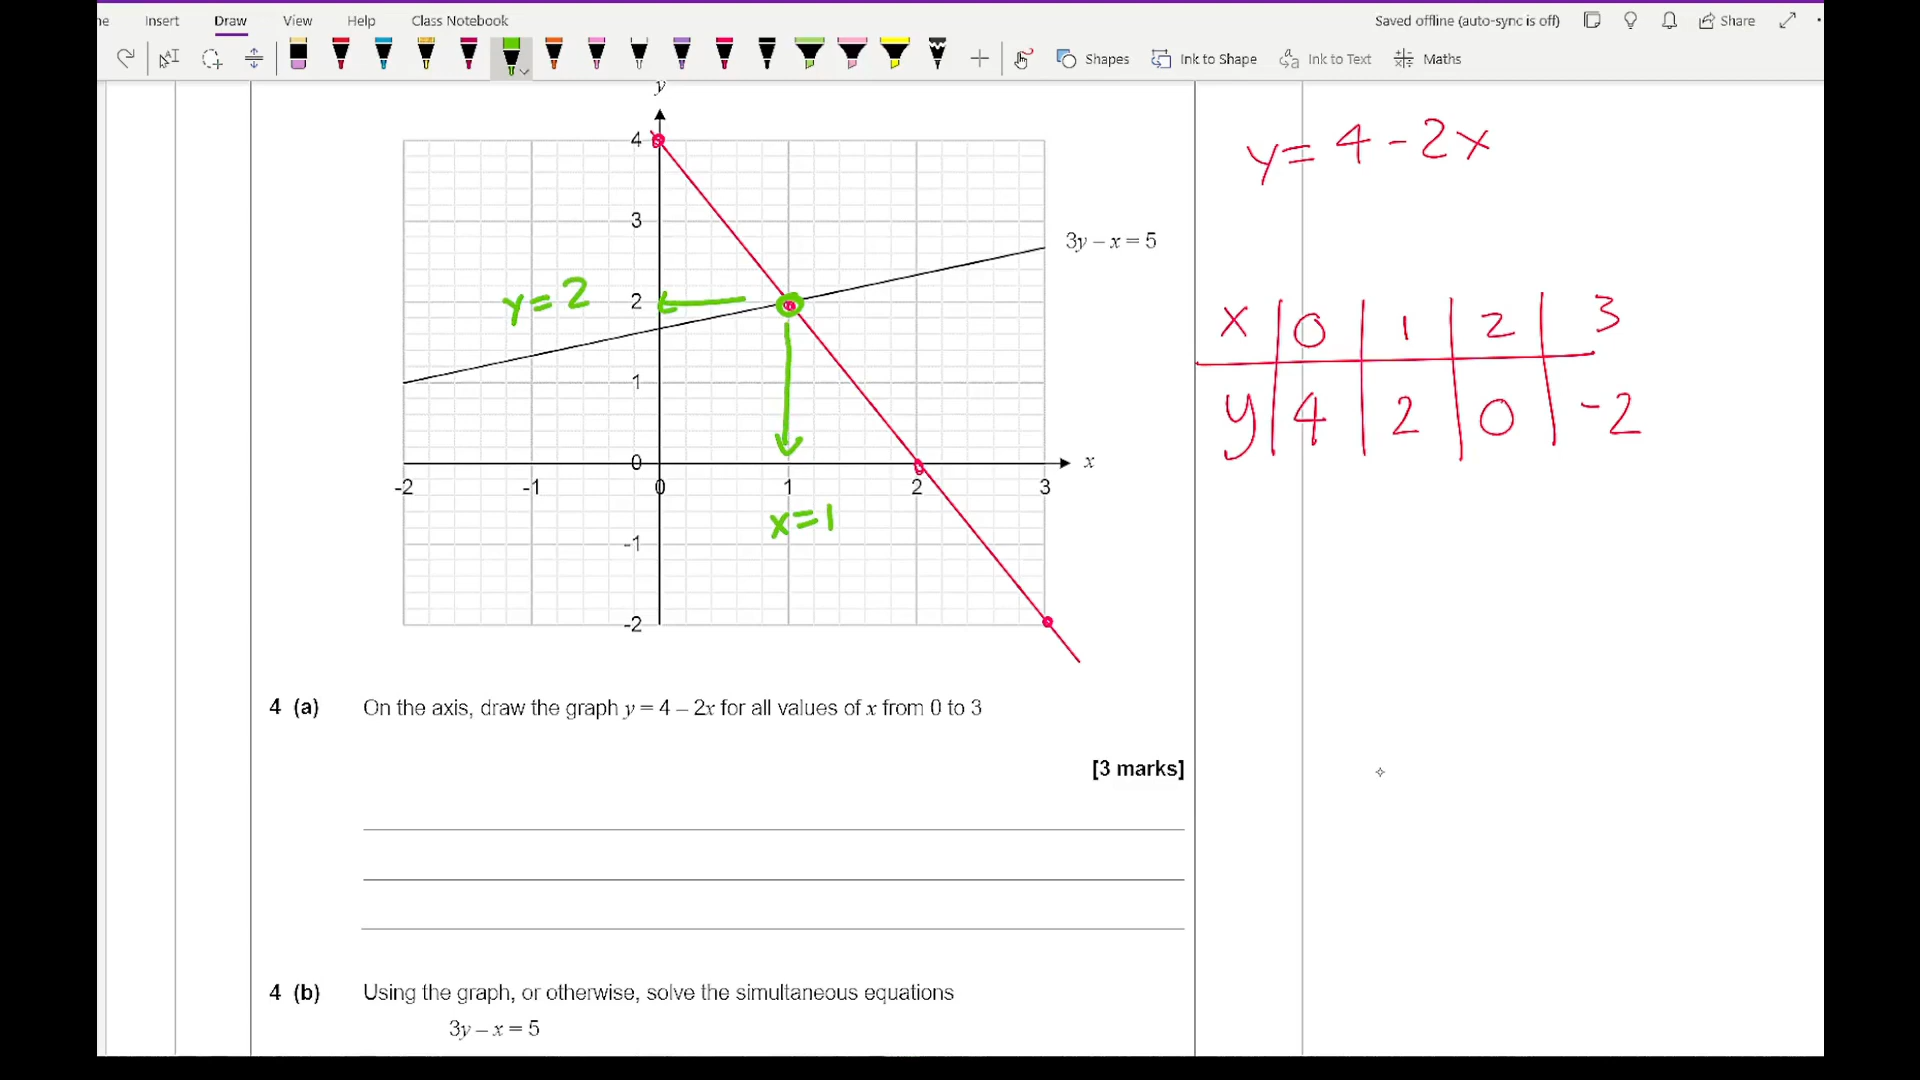 ne Insert Draw View Help Class Notebook Saved offline (auto-sync is off) Share
Shapes Ink to Shape Ink to Text Maths
y
4
3
2
1
0
-1
-2
-2 -1 0 1 2 3
x
3y – x = 5
y = 2
x = 1
y = 4 - 2x
x 0 1 2 3
y 4 2 0 -2
4 (a) On the axis, draw the graph y = 4 – 2x for all values of x from 0 to 3
[3 marks]
4 (b) Using the graph, or otherwise, solve the simultaneous equations
3y – x = 5